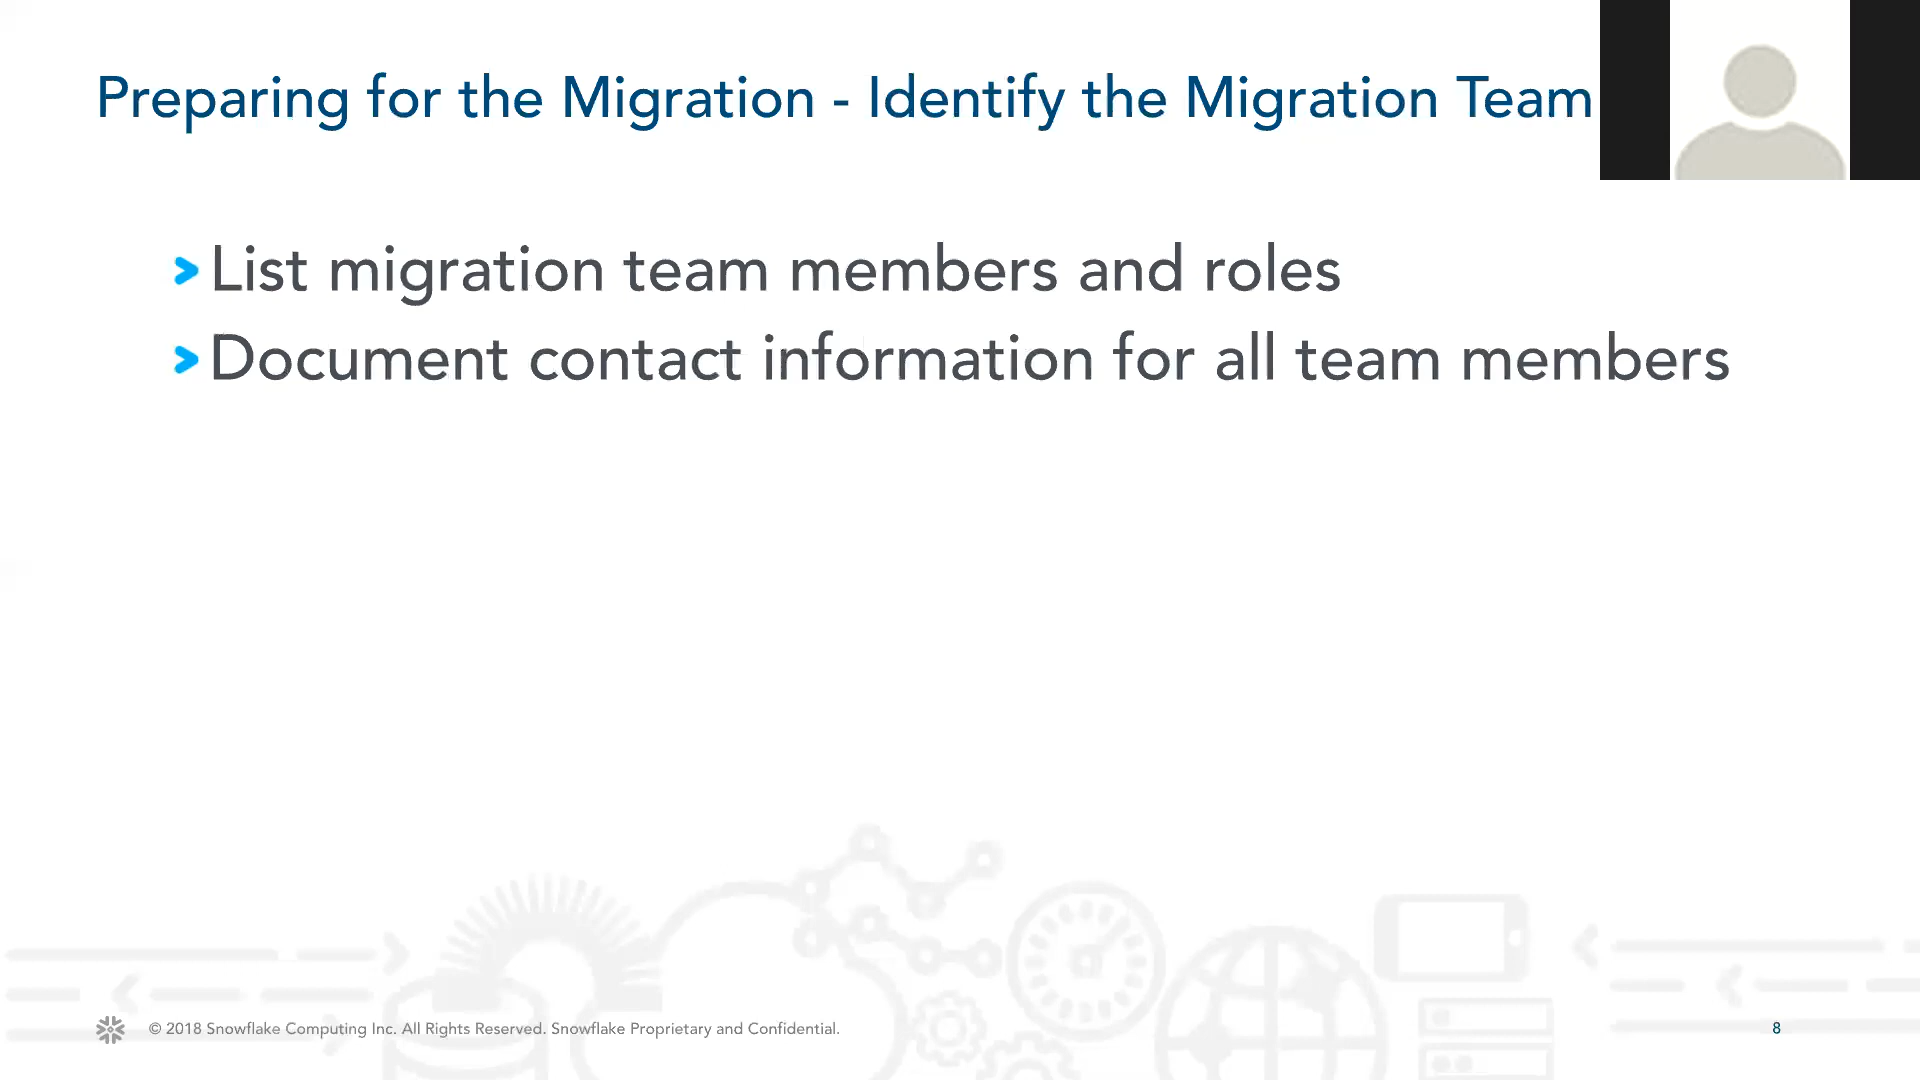 Preparing for the Migration - Identify the Migration Team
List migration team members and roles
Document contact information for all team members
© 2018 Snowflake Computing Inc. All Rights Reserved. Snowflake Proprietary and Confidential.
8